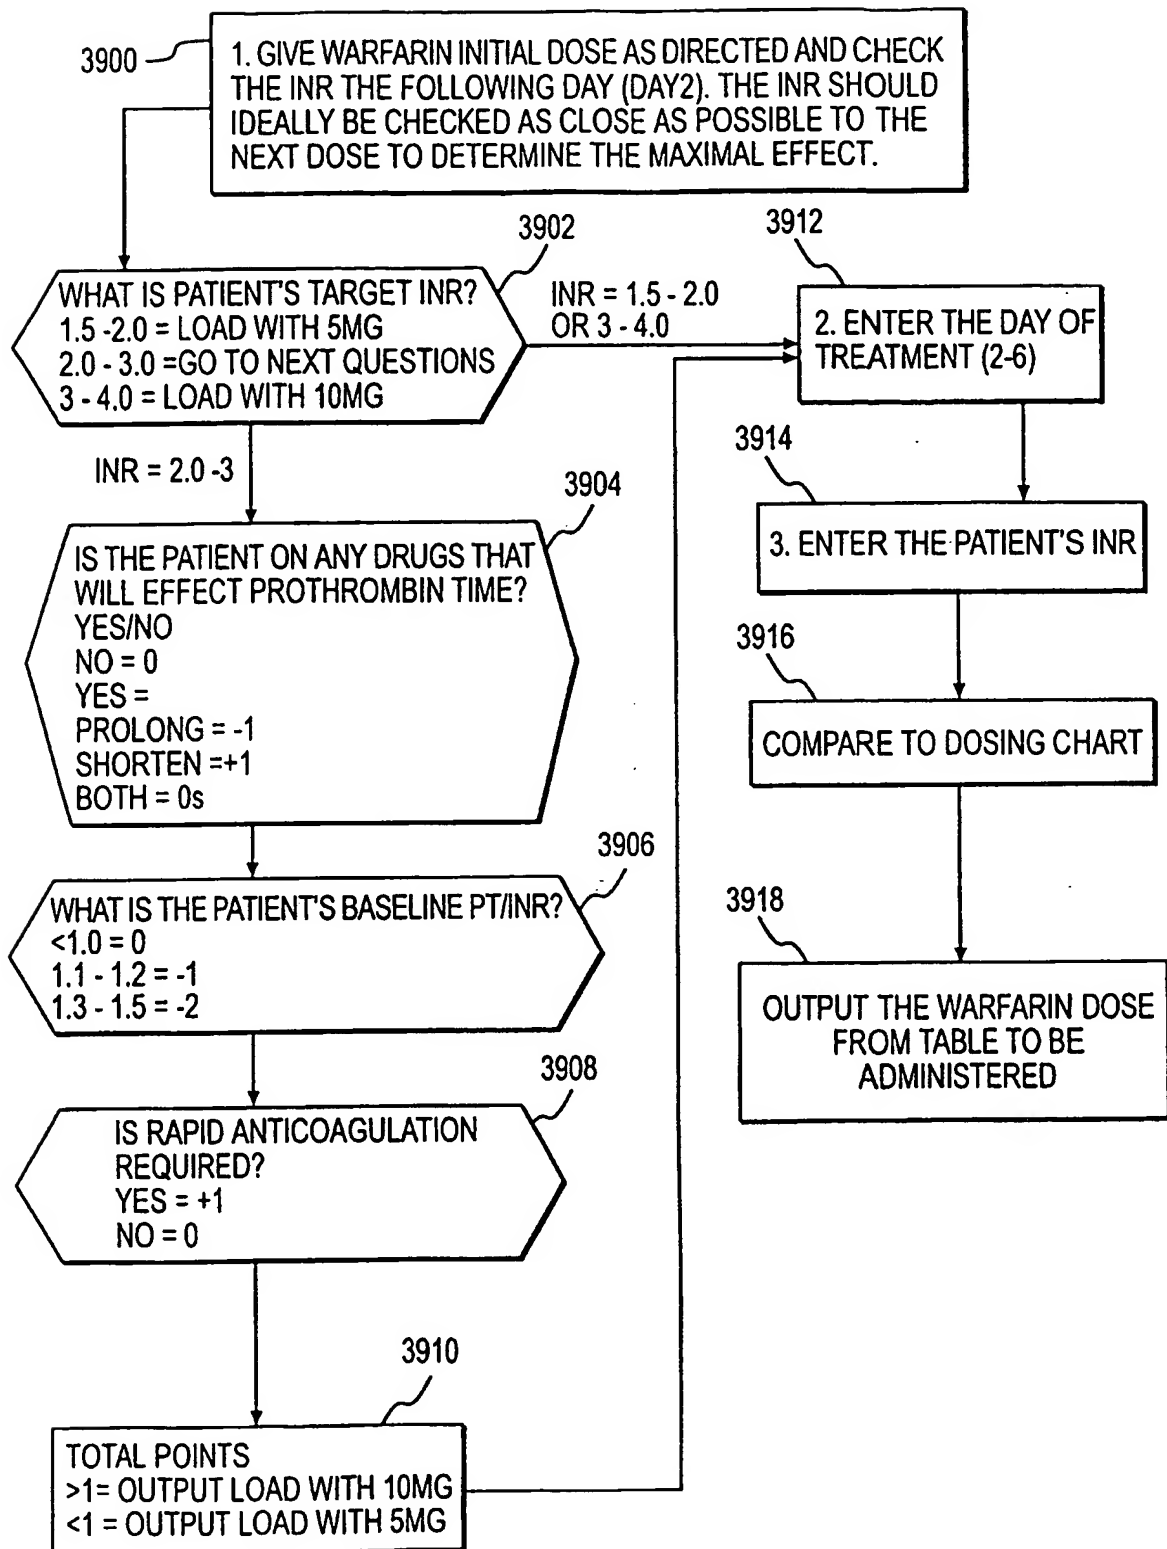 3900
1. GIVE WARFARIN INITIAL DOSE AS DIRECTED AND CHECK
THE INR THE FOLLOWING DAY (DAY2). THE INR SHOULD
IDEALLY BE CHECKED AS CLOSE AS POSSIBLE TO THE
NEXT DOSE TO DETERMINE THE MAXIMAL EFFECT.
3902
WHAT IS PATIENT'S TARGET INR?
1.5 -2.0 = LOAD WITH 5MG
2.0 - 3.0 =GO TO NEXT QUESTIONS
3 - 4.0 = LOAD WITH 10MG
INR = 1.5 - 2.0
OR 3 - 4.0
INR = 2.0 -3
3904
IS THE PATIENT ON ANY DRUGS THAT
WILL EFFECT PROTHROMBIN TIME?
YES/NO
NO = 0
YES =
PROLONG = -1
SHORTEN =+1
BOTH = 0s
3906
WHAT IS THE PATIENT'S BASELINE PT/INR?
<1.0 = 0
1.1 - 1.2 = -1
1.3 - 1.5 = -2
3908
IS RAPID ANTICOAGULATION
REQUIRED?
YES = +1
NO = 0
3910
TOTAL POINTS
>1= OUTPUT LOAD WITH 10MG
<1 = OUTPUT LOAD WITH 5MG
3912
2. ENTER THE DAY OF
TREATMENT (2-6)
3914
3. ENTER THE PATIENT'S INR
3916
COMPARE TO DOSING CHART
3918
OUTPUT THE WARFARIN DOSE
FROM TABLE TO BE
ADMINISTERED